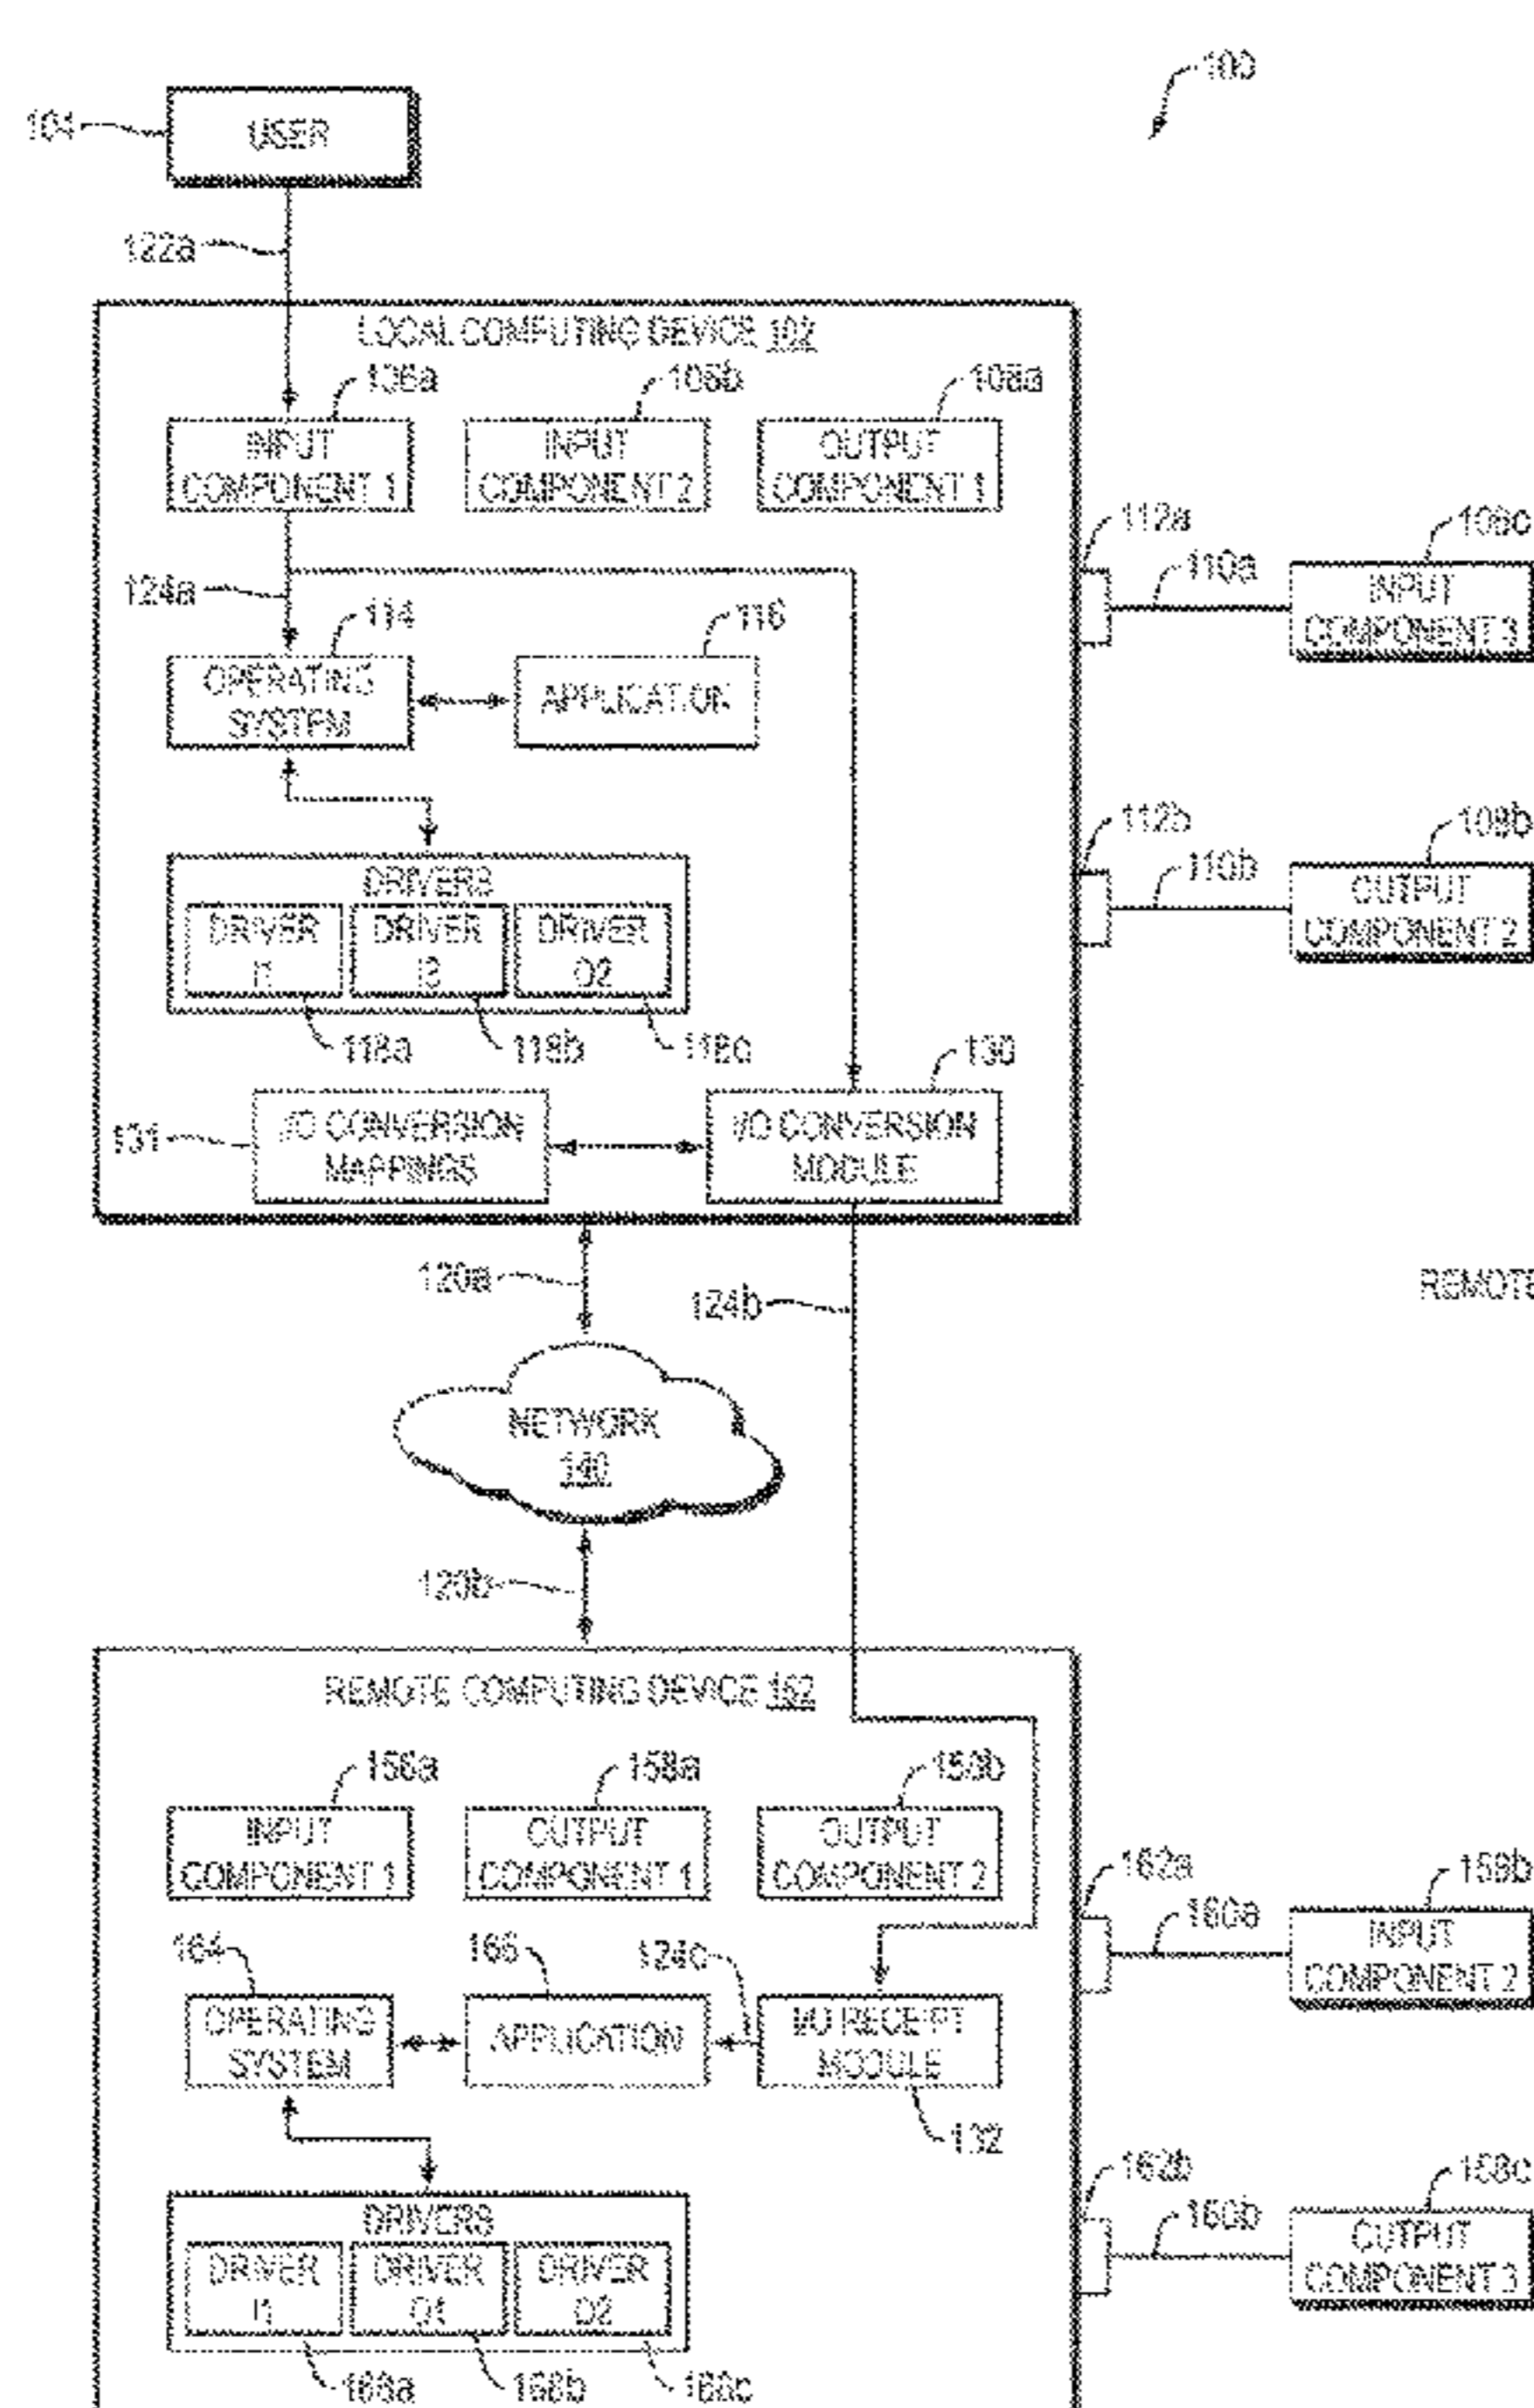 100
104
USER
122a
LOCAL COMPUTING DEVICE 102
106a
106b
108a
INPUT
COMPONENT 1
INPUT
COMPONENT 2
OUTPUT
COMPONENT 1
112a
106c
110a
INPUT
COMPONENT 3
124a
114
116
OPERATING
SYSTEM
APPLICATION
112b
108b
110b
OUTPUT
COMPONENT 2
DRIVERS
DRIVER
I1
DRIVER
I3
DRIVER
O2
118a
118b
118c
130
131
I/O CONVERSION
MAPPINGS
I/O CONVERSION
MODULE
120a
124b
REMOTE
NETWORK
140
120b
REMOTE COMPUTING DEVICE
156a
158a
158b
INPUT
COMPONENT 1
OUTPUT
COMPONENT 1
OUTPUT
COMPONENT 2
162a
160a
INPUT
COMPONENT 2
164
166
124c
OPERATING
SYSTEM
APPLICATION
I/O RECEIPT
MODULE
132
162b
158c
160b
OUTPUT
COMPONENT 3
DRIVERS
DRIVER
I1
DRIVER
O1
DRIVER
O2
168a
168b
168c